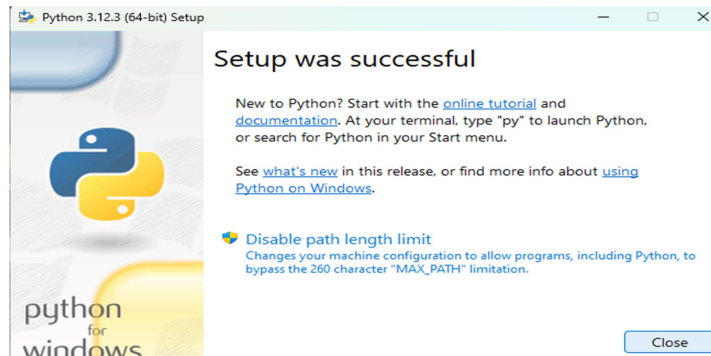 Python 3.12.3 (64-bit) Setup
Setup was successful
New to Python? Start with the online tutorial and
documentation. At your terminal, type "py" to launch Python,
or search for Python in your Start menu.
See what's new in this release, or find more info about using
Python on Windows.
Disable path length limit
Changes your machine configuration to allow programs, including Python, to
bypass the 260 character "MAX_PATH" limitation.
python
for
windows
Close